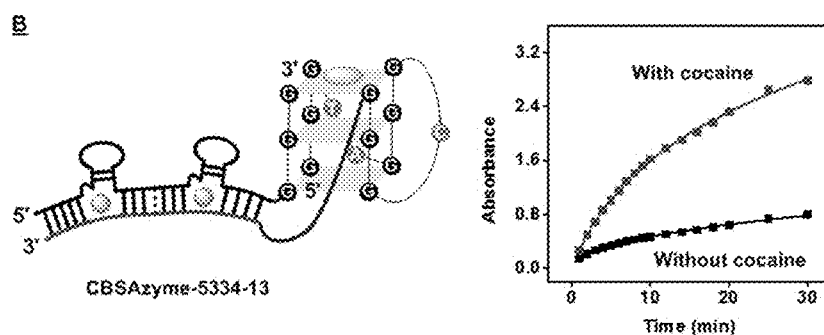 B
3'
G G
G G
G G
G G
G G
5' G
G G
5'
3'
CBSAzyme-5334-13
3.2
2.4
1.6
0.8
0.0
Absorbance
With cocaine
Without cocaine
0 10 20 30
Time (min)